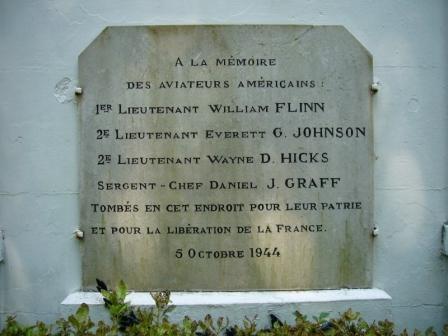 A LA MÉMOIRE
DES AVIATEURS AMÉRICAINS :
1ER LIEUTENANT WILLIAM FLINN
2E LIEUTENANT EVERETT G. JOHNSON
2E LIEUTENANT WAYNE D. HICKS
SERGENT-CHEF DANIEL J. GRAFF
TOMBÉS EN CET ENDROIT POUR LEUR PATRIE
ET POUR LA LIBÉRATION DE LA FRANCE.
5 OCTOBRE 1944